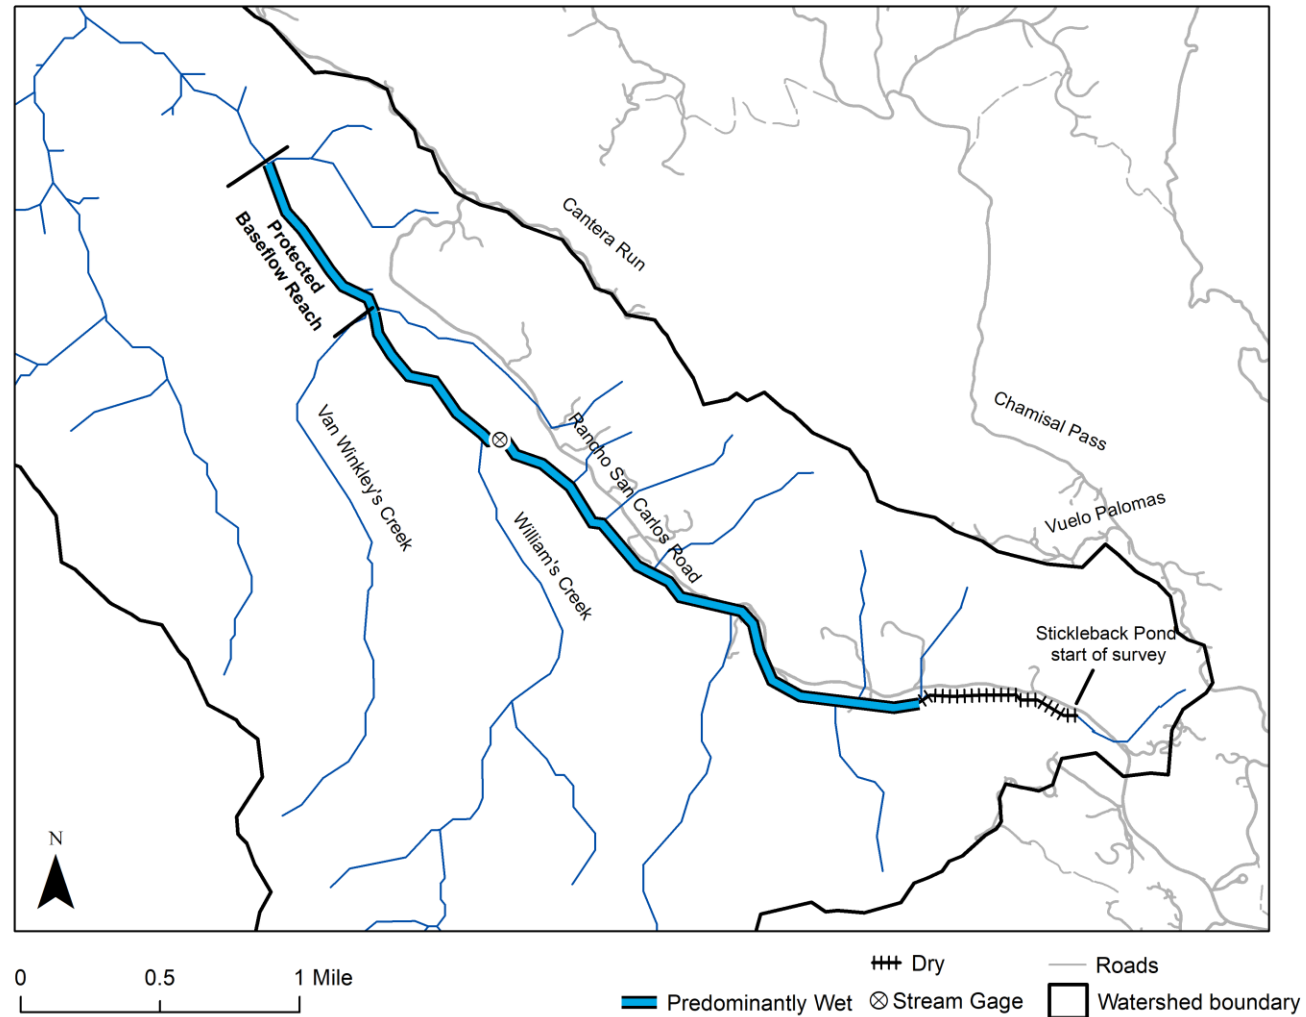 Cantera Run
Protected
Baseflow Reach
Chamisal Pass
Van Winkley's Creek
Rancho San Carlos Road
William's Creek
Vuelo Palomas
Stickleback Pond
start of survey
N
0 0.5 1 Mile
Dry
Roads
Predominantly Wet
Stream Gage
Watershed boundary